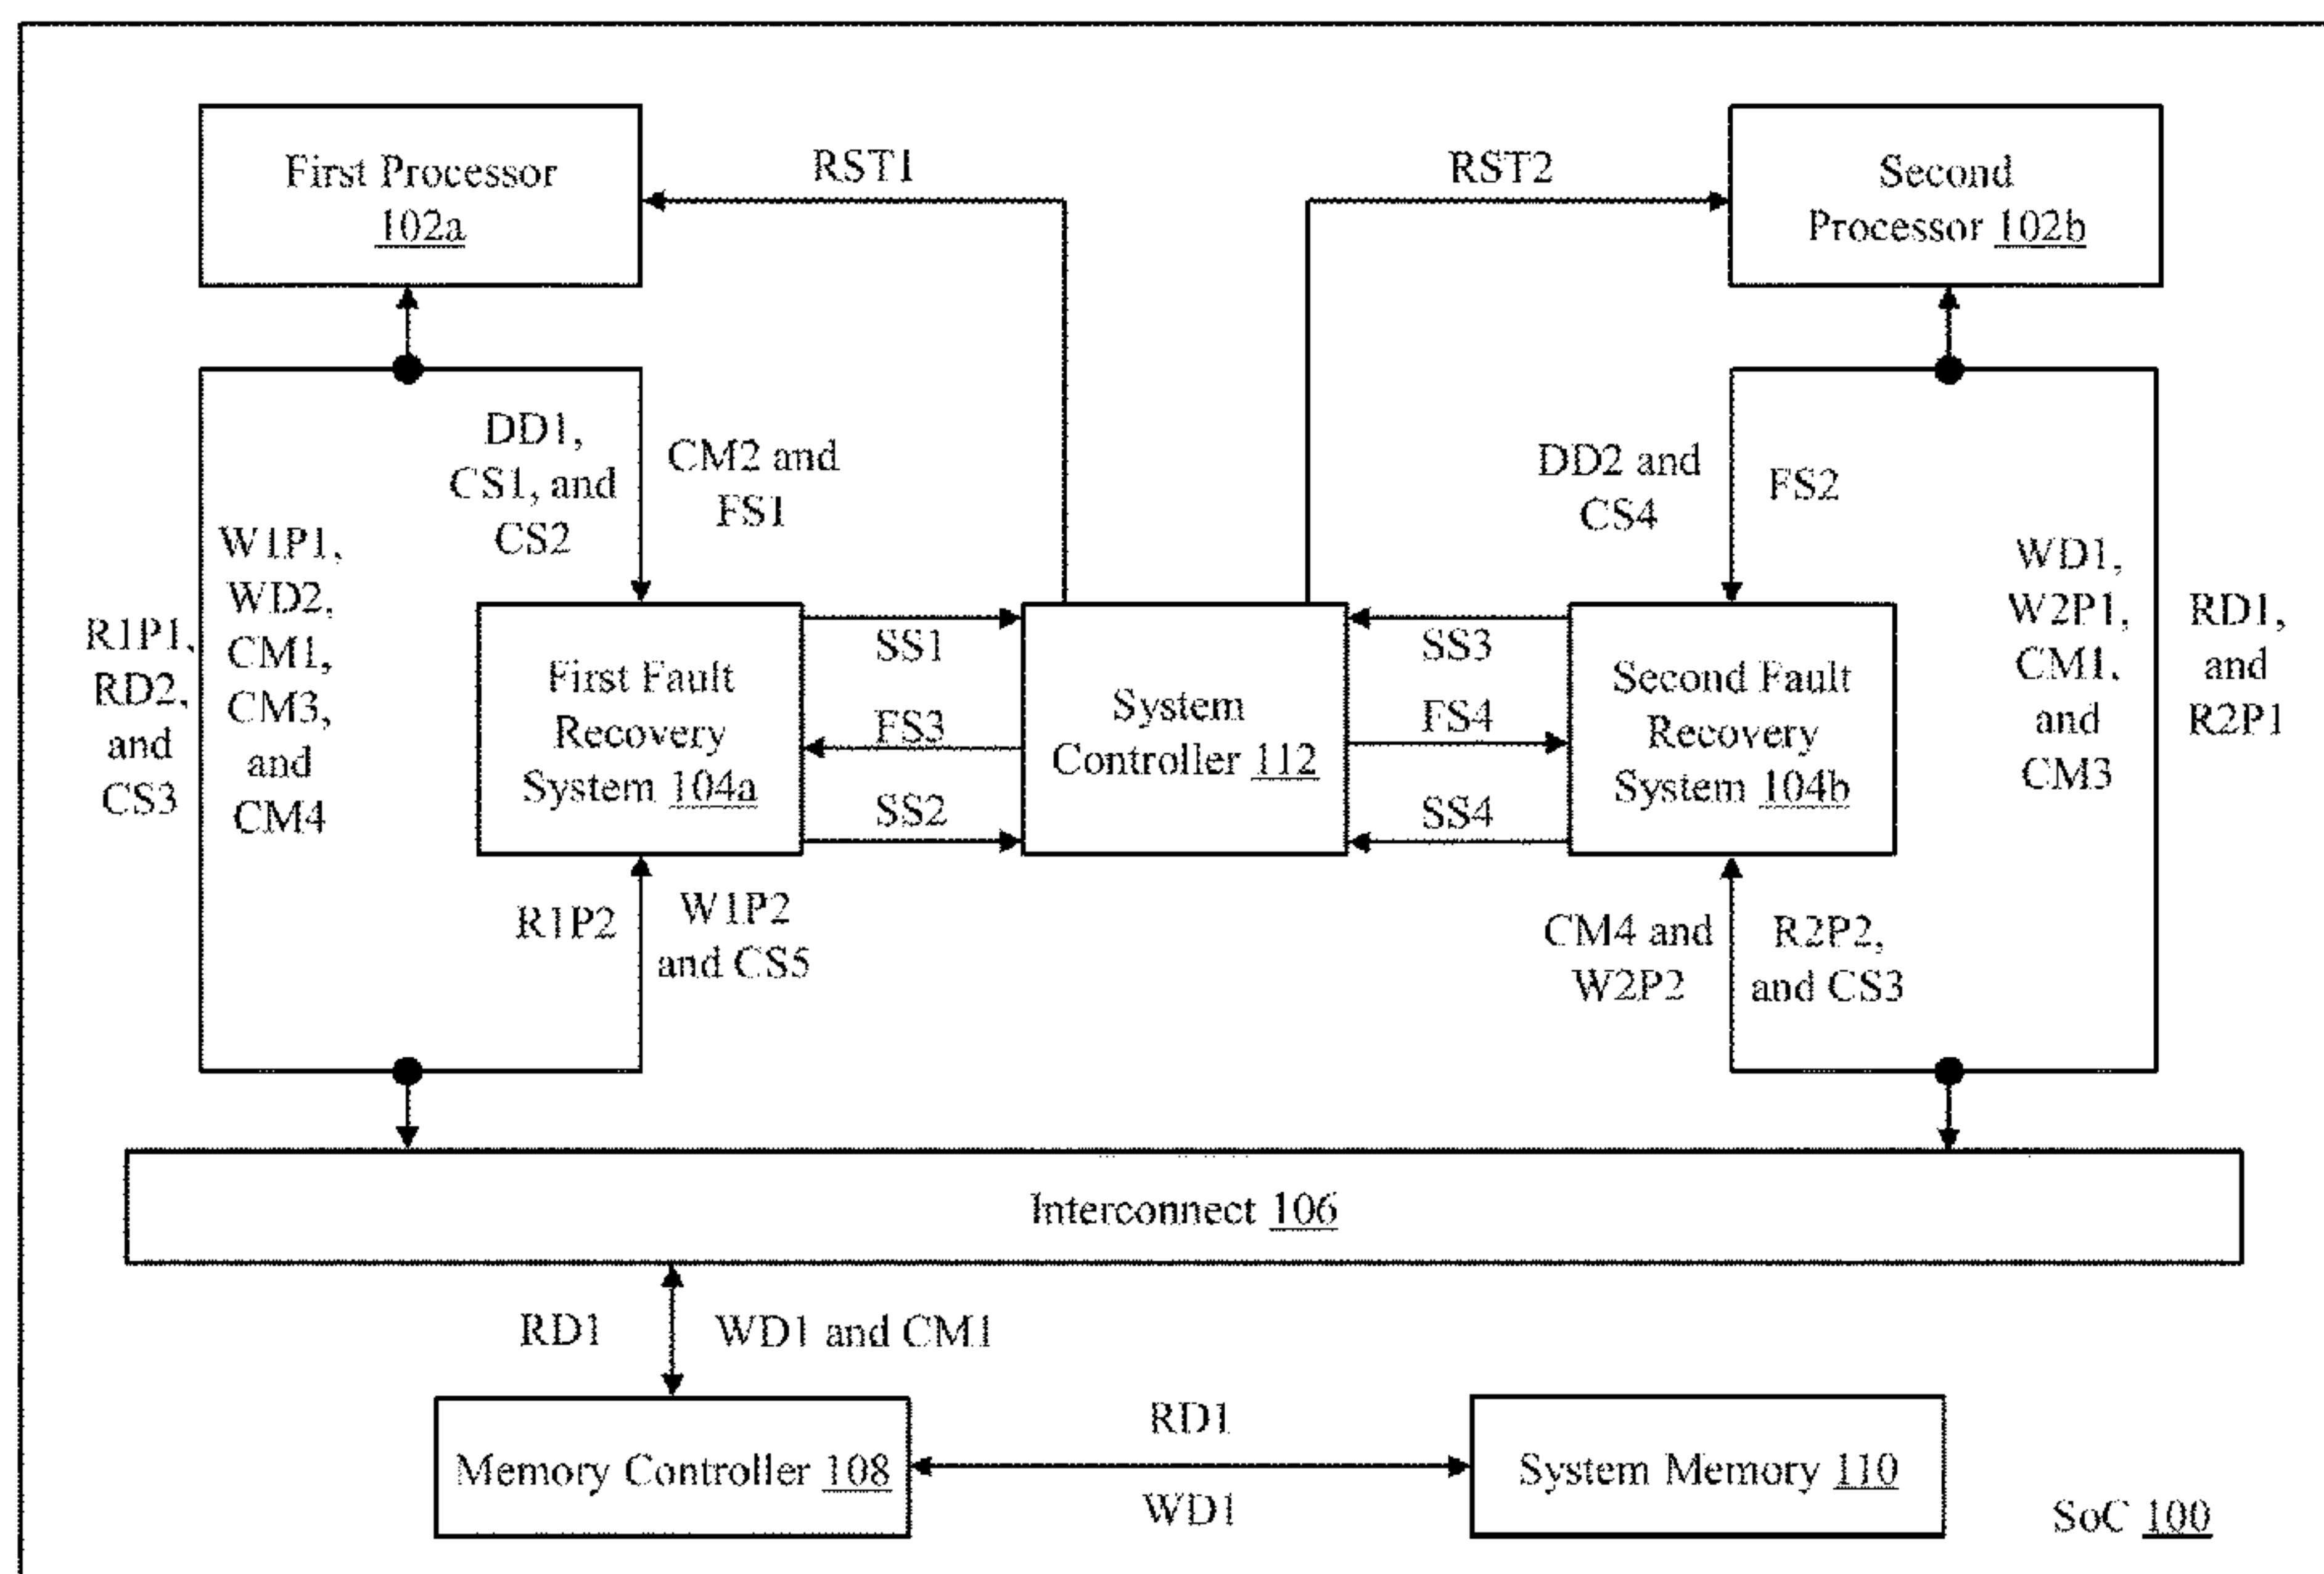 First Processor
102a
RST1
RST2
Second
Processor 102b
DD1,
CS1, and
CS2
CM2 and
FS1
DD2 and
CS4
FS2
R1P1,
RD2,
and
CS3
W1P1,
WD2,
CM1,
CM3,
and
CM4
First Fault
Recovery
System 104a
SS1
FS3
SS2
System
Controller 112
SS3
FS4
SS4
Second Fault
Recovery
System 104b
WD1,
W2P1,
CM1,
and
CM3
RD1,
and
R2P1
R1P2
W1P2
and CS5
CM4 and
W2P2
R2P2,
and CS3
Interconnect 106
RD1
WD1 and CM1
Memory Controller 108
RD1
WD1
System Memory 110
SoC 100